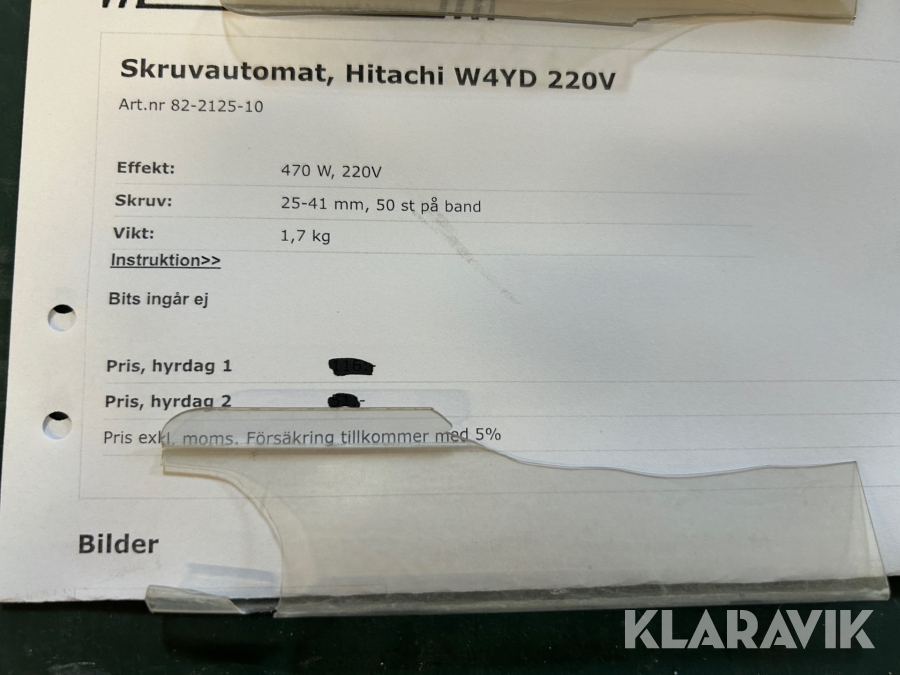 Skruvautomat, Hitachi W4YD 220V
Art.nr 82-2125-10
Effekt: 470 W, 220V
Skruv: 25-41 mm, 50 st på band
Vikt: 1,7 kg
Instruktion>>
Bits ingår ej
Pris, hyrdag 1
Pris, hyrdag 2
Pris exkl. moms. Försäkring tillkommer med 5%
Bilder
KLARAVIK